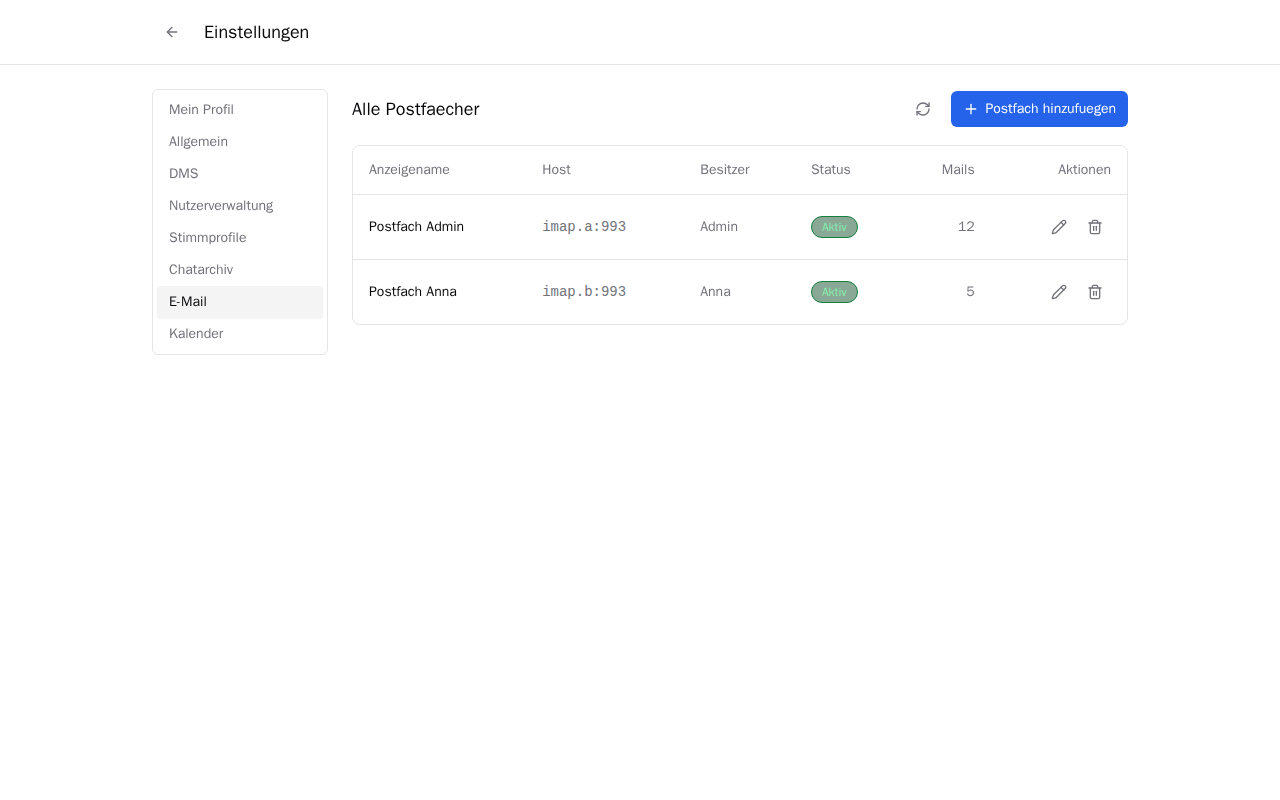 Einstellungen
Mein Profil
Allgemein
DMS
Nutzerverwaltung
Stimmprofile
Chatarchiv
E-Mail
Kalender
Alle Postfaecher
Postfach hinzufuegen
Anzeigename Host Besitzer Status Mails Aktionen
Postfach Admin imap.a:993 Admin Aktiv 12
Postfach Anna imap.b:993 Anna Aktiv 5